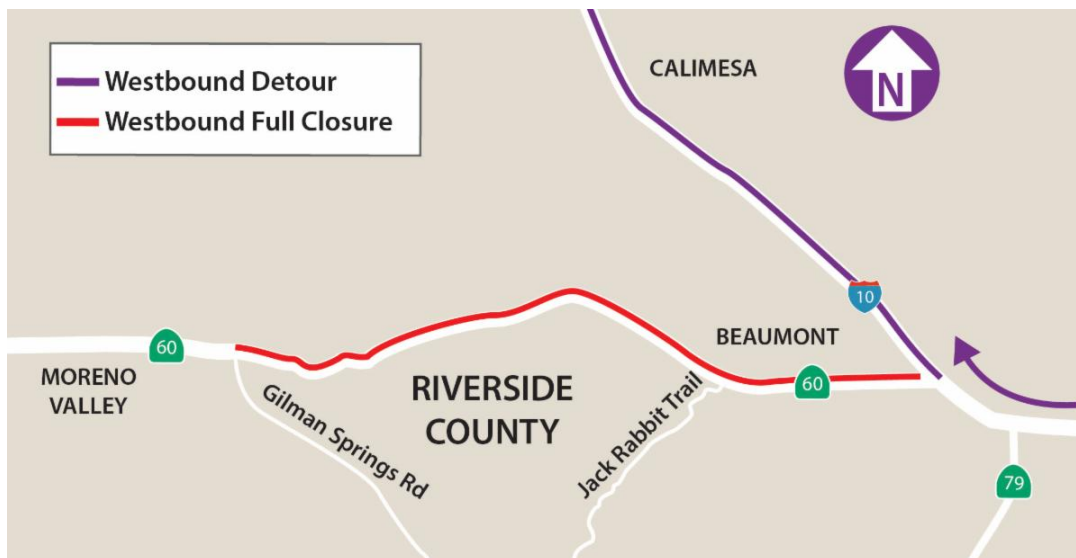 Westbound Detour
Westbound Full Closure
CALIMESA
N
10
BEAUMONT
60
60
MORENO
VALLEY
RIVERSIDE
COUNTY
Gilman Springs Rd
Jack Rabbit Trail
79